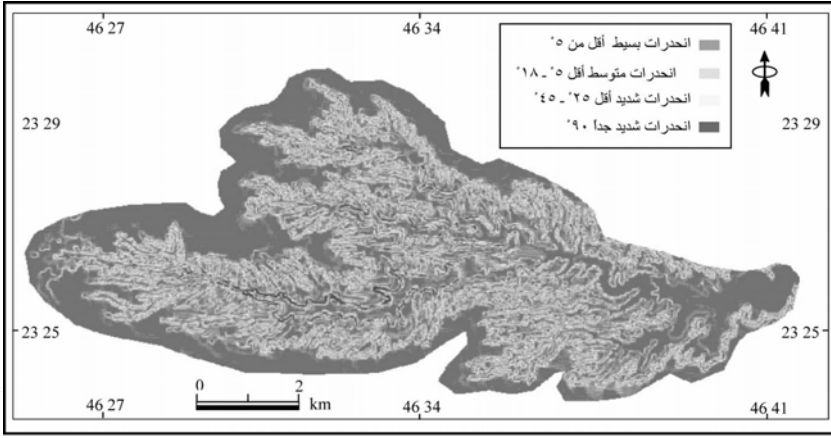 46 27 46 34 46 41
انحدرات بسيط أقل من ٥°
انحدرات متوسط أقل ٥° ـ ١٨°
انحدرات شديد أقل ٢٥° ـ ٤٥°
انحدرات شديد جداً ٩٠°
23 29 23 29
23 25 23 25
0 2
km
46 27 46 34 46 41